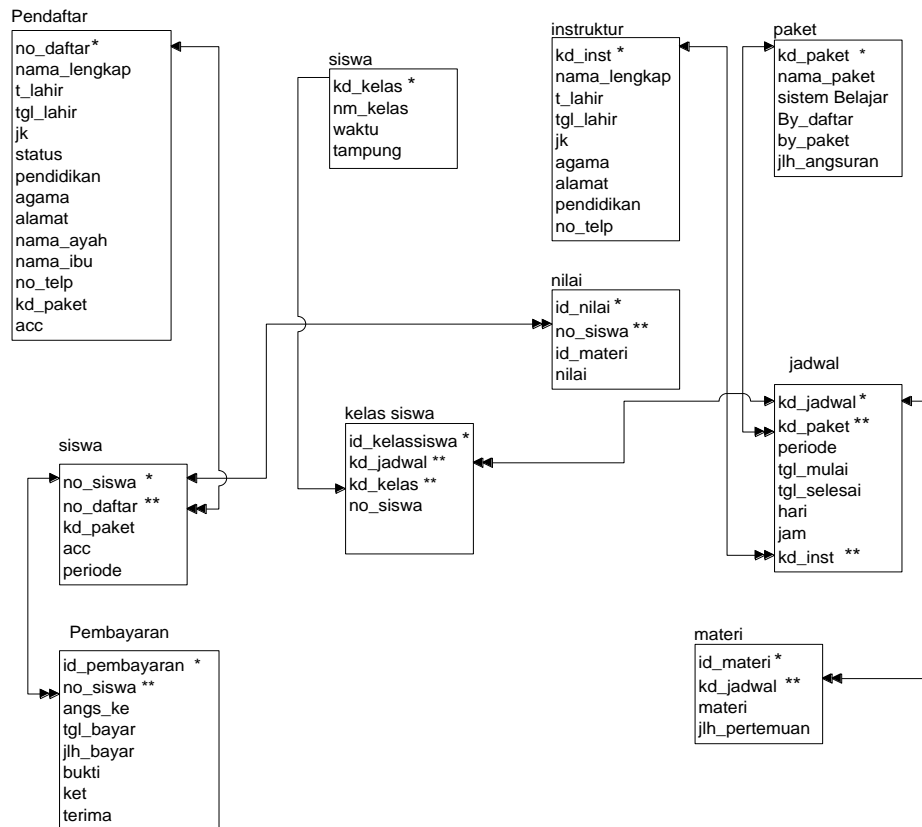 Pendaftar
no_daftar*
nama_lengkap
t_lahir
tgl_lahir
jk
status
pendidikan
agama
alamat
nama_ayah
nama_ibu
no_telp
kd_paket
acc
siswa
kd_kelas *
nm_kelas
waktu
tampung
instruktur
kd_inst *
nama_lengkap
t_lahir
tgl_lahir
jk
agama
alamat
pendidikan
no_telp
paket
kd_paket *
nama_paket
sistem Belajar
By_daftar
by_paket
jlh_angsuran
nilai
id_nilai *
no_siswa **
id_materi
nilai
jadwal
kd_jadwal *
kd_paket **
periode
tgl_mulai
tgl_selesai
hari
jam
kd_inst **
kelas siswa
id_kelassiswa *
kd_jadwal **
kd_kelas **
no_siswa
siswa
no_siswa *
no_daftar **
kd_paket
acc
periode
Pembayaran
id_pembayaran *
no_siswa **
angs_ke
tgl_bayar
jlh_bayar
bukti
ket
terima
materi
id_materi *
kd_jadwal **
materi
jlh_pertemuan